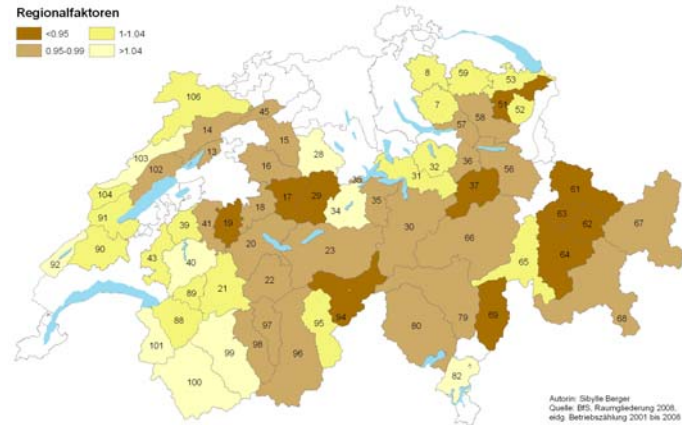 Regionalfaktoren
<0.95 1-1.04
0.95-0.99 >1.04
8 59 53
106 7 51 52
45 57 58
14
15
13 28
103 16 32 36 56
102 31
36 37 61
104 17 29 35
18 34 63 62 67
91 39 41 19 30
90 20 23 66
92 43 40 65 64
22
89 21
88 94 69 68
95 80 79
101 97
99 98 96
100 82
Autorin: Sibylle Berger
Quelle: BfS, Raumgliederung 2008,
eidg. Betriebszählung 2001 bis 2008